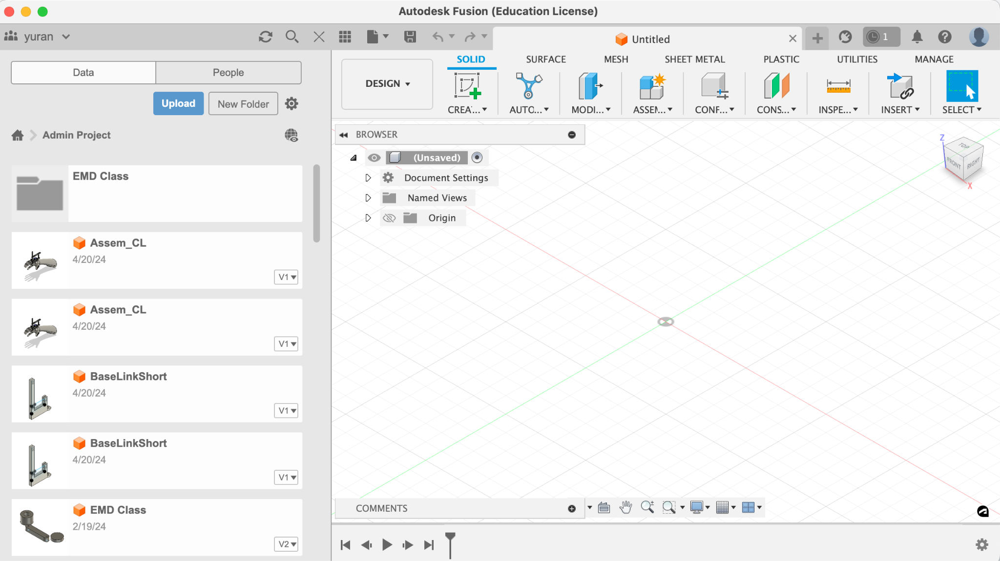 Autodesk Fusion (Education License)
yuran
Untitled
1
Data
People
Upload
New Folder
Admin Project
EMD Class
Assem_CL
4/20/24
V1
Assem_CL
4/20/24
V1
BaseLinkShort
4/20/24
V1
BaseLinkShort
4/20/24
V1
EMD Class
2/19/24
V2
DESIGN
SOLID
SURFACE
MESH
SHEET METAL
PLASTIC
UTILITIES
MANAGE
CREA...
AUTO...
MODI...
ASSEM...
CONF...
CONS...
INSPE...
INSERT
SELECT
BROWSER
(Unsaved)
Document Settings
Named Views
Origin
Z
TOP
FRONT
RIGHT
X
COMMENTS